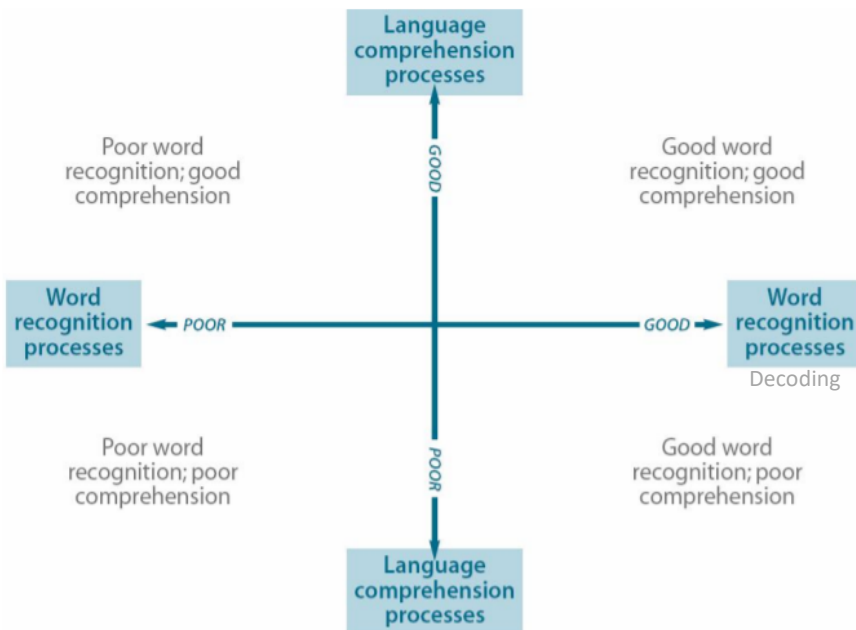 Language
comprehension
processes
Poor word
recognition; good
comprehension
GOOD
Good word
recognition; good
comprehension
Word
recognition
processes
POOR
GOOD
Word
recognition
processes
Decoding
Poor word
recognition; poor
comprehension
POOR
Good word
recognition; poor
comprehension
Language
comprehension
processes